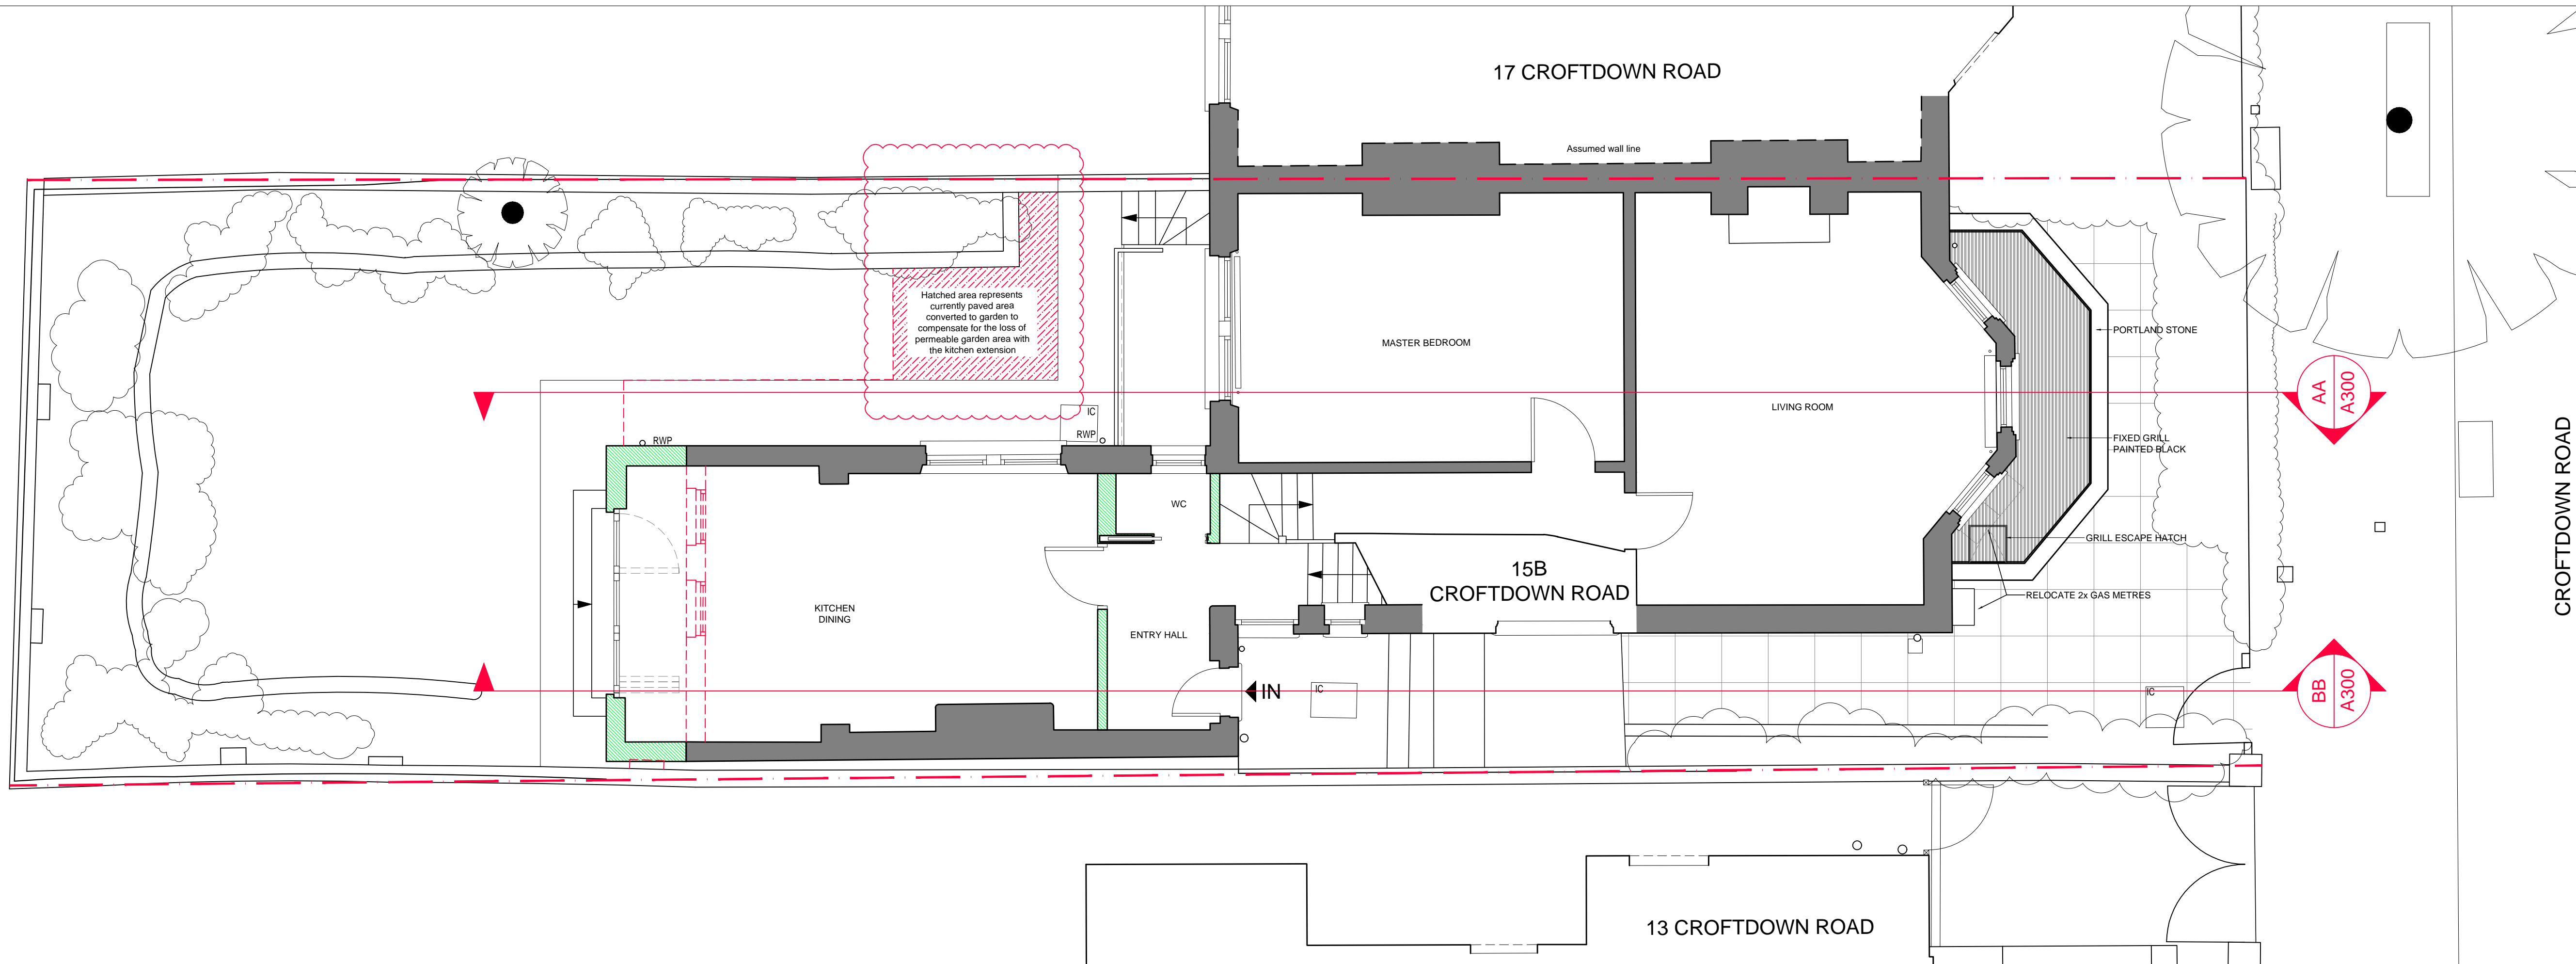 17 CROFTDOWN ROAD
Assumed wall line
Hatched area represents
currently paved area
converted to garden to
compensate for the loss of
permeable garden area with
the kitchen extension
MASTER BEDROOM
LIVING ROOM
PORTLAND STONE
FIXED GRILL
PAINTED BLACK
GRILL ESCAPE HATCH
RELOCATE 2x GAS METRES
AA
A300
IC
RWP
RWP
WC
KITCHEN
DINING
ENTRY HALL
15B
CROFTDOWN ROAD
IN
IC
IC
BB
A300
CROFTDOWN ROAD
13 CROFTDOWN ROAD